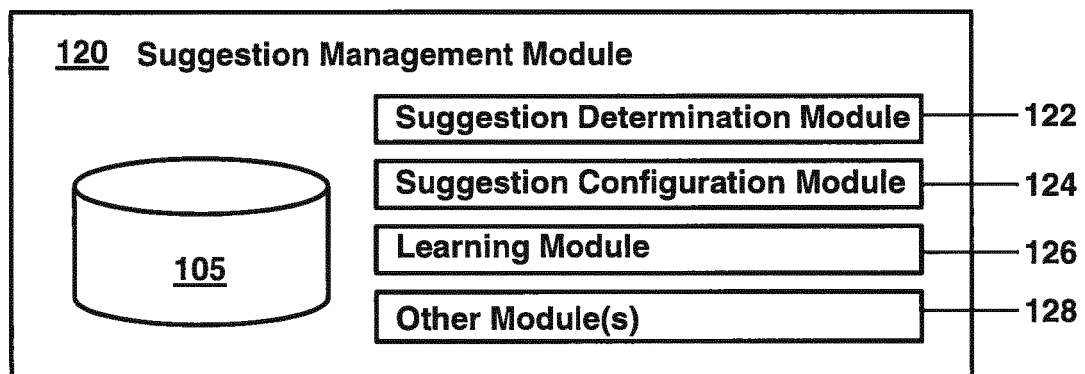 120 Suggestion Management Module
Suggestion Determination Module 122
Suggestion Configuration Module 124
105
Learning Module 126
Other Module(s) 128